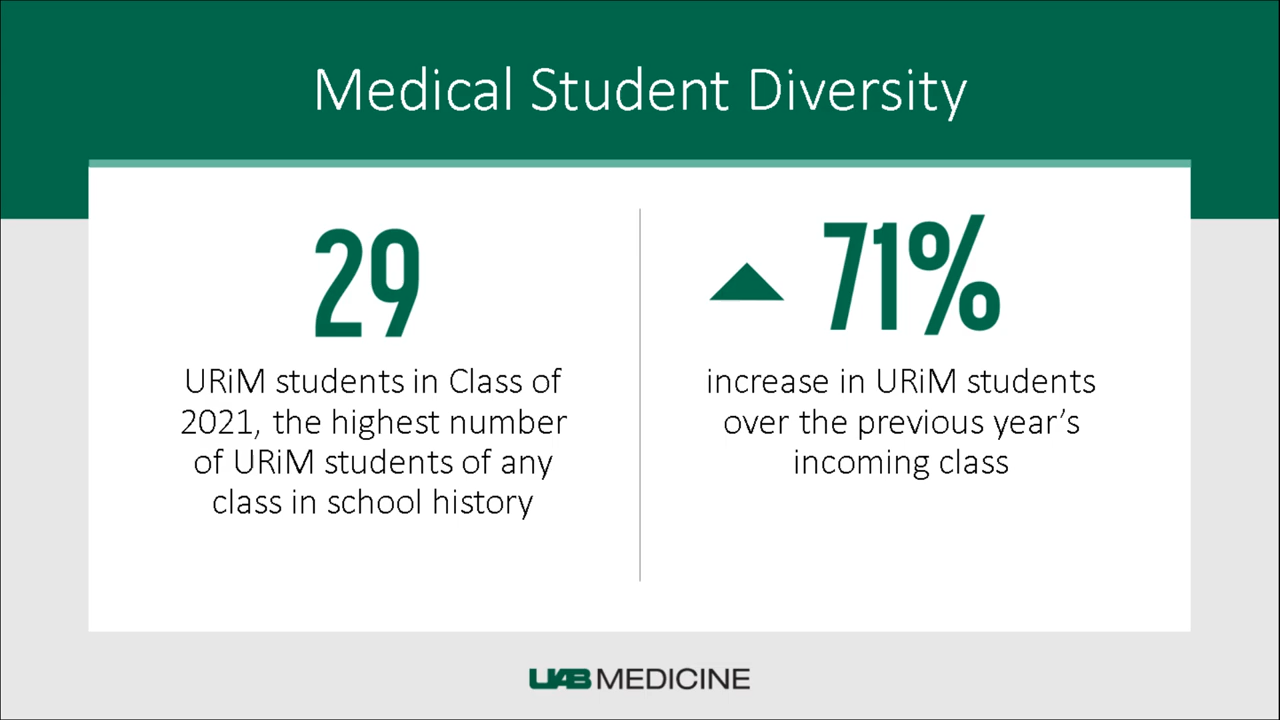 Medical Student Diversity
29
URiM students in Class of
2021, the highest number
of URiM students of any
class in school history
71%
increase in URiM students
over the previous year’s
incoming class
UAB MEDICINE